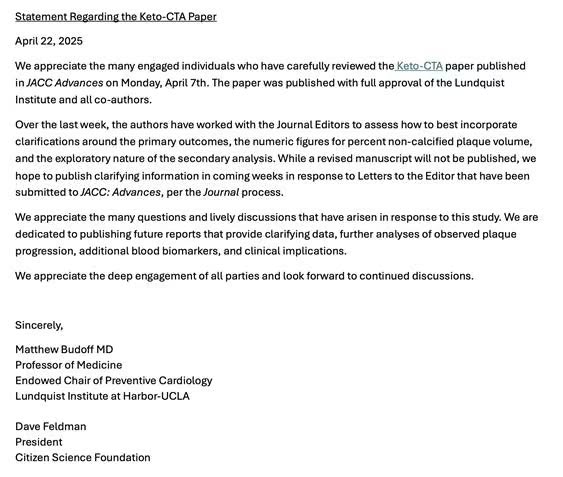 Statement Regarding the Keto-CTA Paper
April 22, 2025
We appreciate the many engaged individuals who have carefully reviewed the Keto-CTA paper published
in JACC Advances on Monday, April 7th. The paper was published with full approval of the Lundquist
Institute and all co-authors.
Over the last week, the authors have worked with the Journal Editors to assess how to best incorporate
clarifications around the primary outcomes, the numeric figures for percent non-calcified plaque volume,
and the exploratory nature of the secondary analysis. While a revised manuscript will not be published, we
hope to publish clarifying information in coming weeks in response to Letters to the Editor that have been
submitted to JACC: Advances, per the Journal process.
We appreciate the many questions and lively discussions that have arisen in response to this study. We are
dedicated to publishing future reports that provide clarifying data, further analyses of observed plaque
progression, additional blood biomarkers, and clinical implications.
We appreciate the deep engagement of all parties and look forward to continued discussions.
Sincerely,
Matthew Budoff MD
Professor of Medicine
Endowed Chair of Preventive Cardiology
Lundquist Institute at Harbor-UCLA
Dave Feldman
President
Citizen Science Foundation